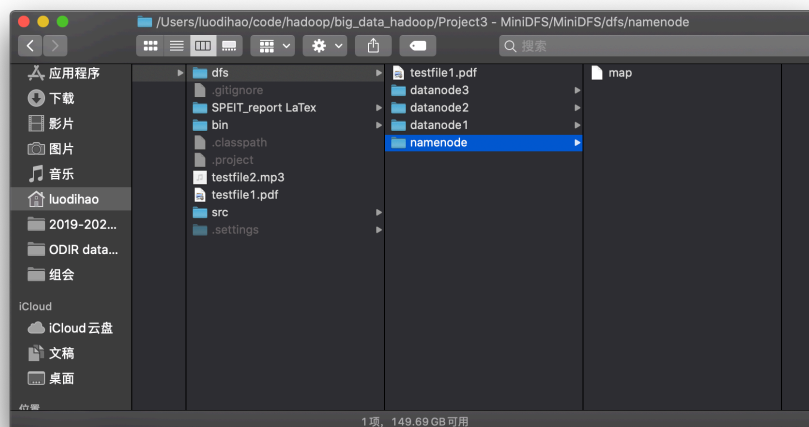 /Users/luodihao/code/hadoop/big_data_hadoop/Project3 - MiniDFS/MiniDFS/dfs/namenode
搜索
应用程序
下载
影片
图片
音乐
luodihao
2019-202...
ODIR data...
组会
iCloud
iCloud云盘
文稿
桌面
位置
dfs
.gitignore
SPEIT_report LaTex
bin
.classpath
.project
testfile2.mp3
testfile1.pdf
src
.settings
testfile1.pdf
datanode3
datanode2
datanode1
namenode
map
1项，149.69 GB可用